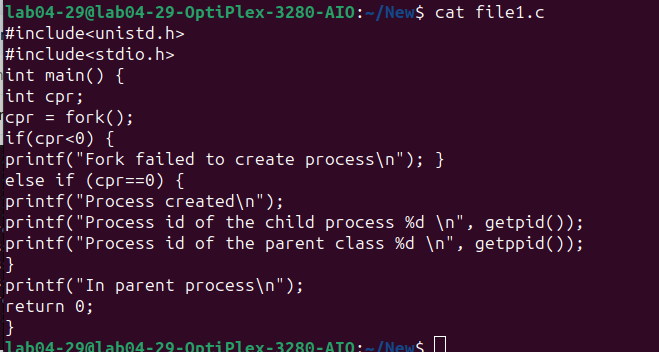 lab04-29@lab04-29-OptiPlex-3280-AIO:~/New$ cat file1.c
#include<unistd.h>
#include<stdio.h>
int main() {
int cpr;
cpr = fork();
if(cpr<0) {
printf("Fork failed to create process\n"); }
else if (cpr==0) {
printf("Process created\n");
printf("Process id of the child process %d \n", getpid());
printf("Process id of the parent class %d \n", getppid());
}
printf("In parent process\n");
return 0;
}
lab04-29@lab04-29-OptiPlex-3280-AIO:~/New$